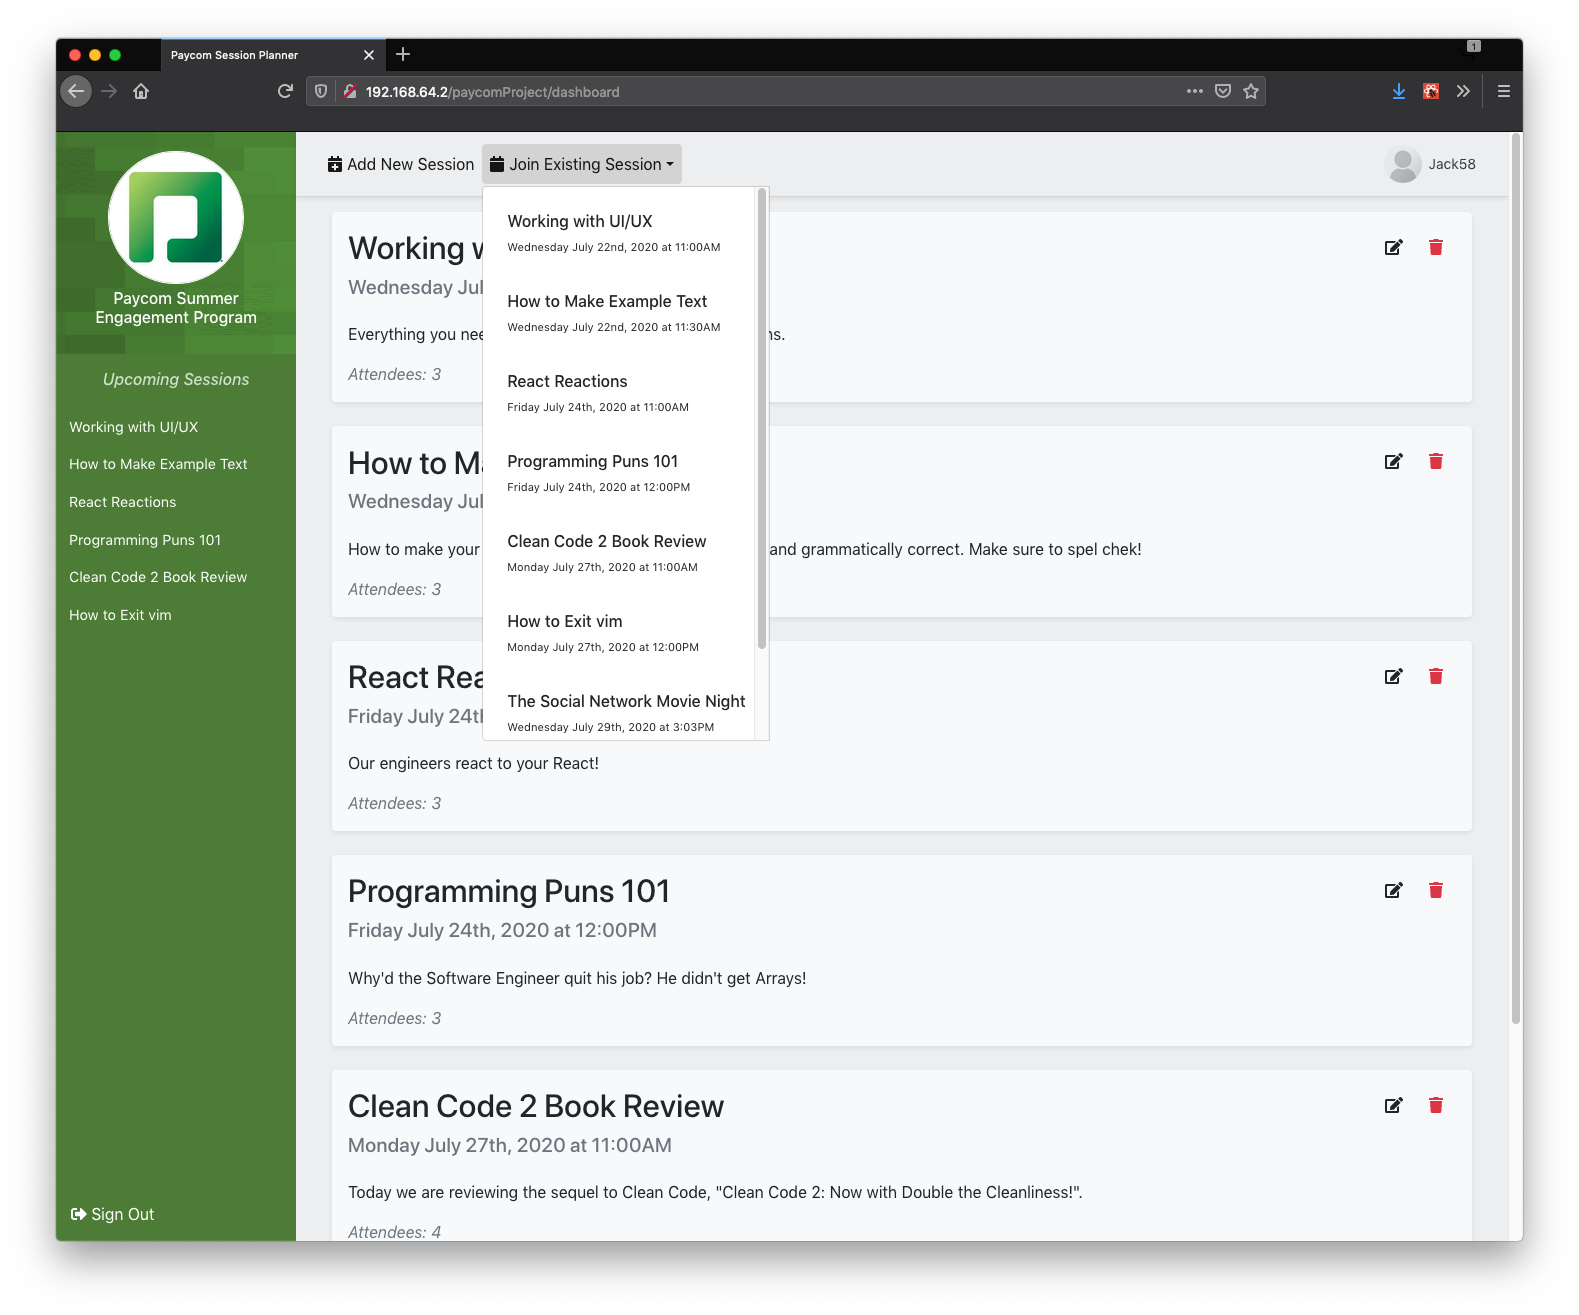 Paycom Session Planner
1
192.168.64.2/paycomProject/dashboard
Paycom Summer
Engagement Program
Upcoming Sessions
Working with UI/UX
How to Make Example Text
React Reactions
Programming Puns 101
Clean Code 2 Book Review
How to Exit vim
Sign Out
Add New Session
Join Existing Session
Jack58
Working with UI/UX
Wednesday July 22nd, 2020 at 11:00AM
How to Make Example Text
Wednesday July 22nd, 2020 at 11:30AM
React Reactions
Friday July 24th, 2020 at 11:00AM
Programming Puns 101
Friday July 24th, 2020 at 12:00PM
Clean Code 2 Book Review
Monday July 27th, 2020 at 11:00AM
How to Exit vim
Monday July 27th, 2020 at 12:00PM
The Social Network Movie Night
Wednesday July 29th, 2020 at 3:03PM
Working
Wednesday Jul
Everything you
Attendees: 3
How to
Wednesday Jul
How to make your and grammatically correct. Make sure to spel chek!
Attendees: 3
React Rea
Friday July 24t
Our engineers react to your React!
Attendees: 3
Programming Puns 101
Friday July 24th, 2020 at 12:00PM
Why'd the Software Engineer quit his job? He didn't get Arrays!
Attendees: 3
Clean Code 2 Book Review
Monday July 27th, 2020 at 11:00AM
Today we are reviewing the sequel to Clean Code, "Clean Code 2: Now with Double the Cleanliness!".
Attendees: 4